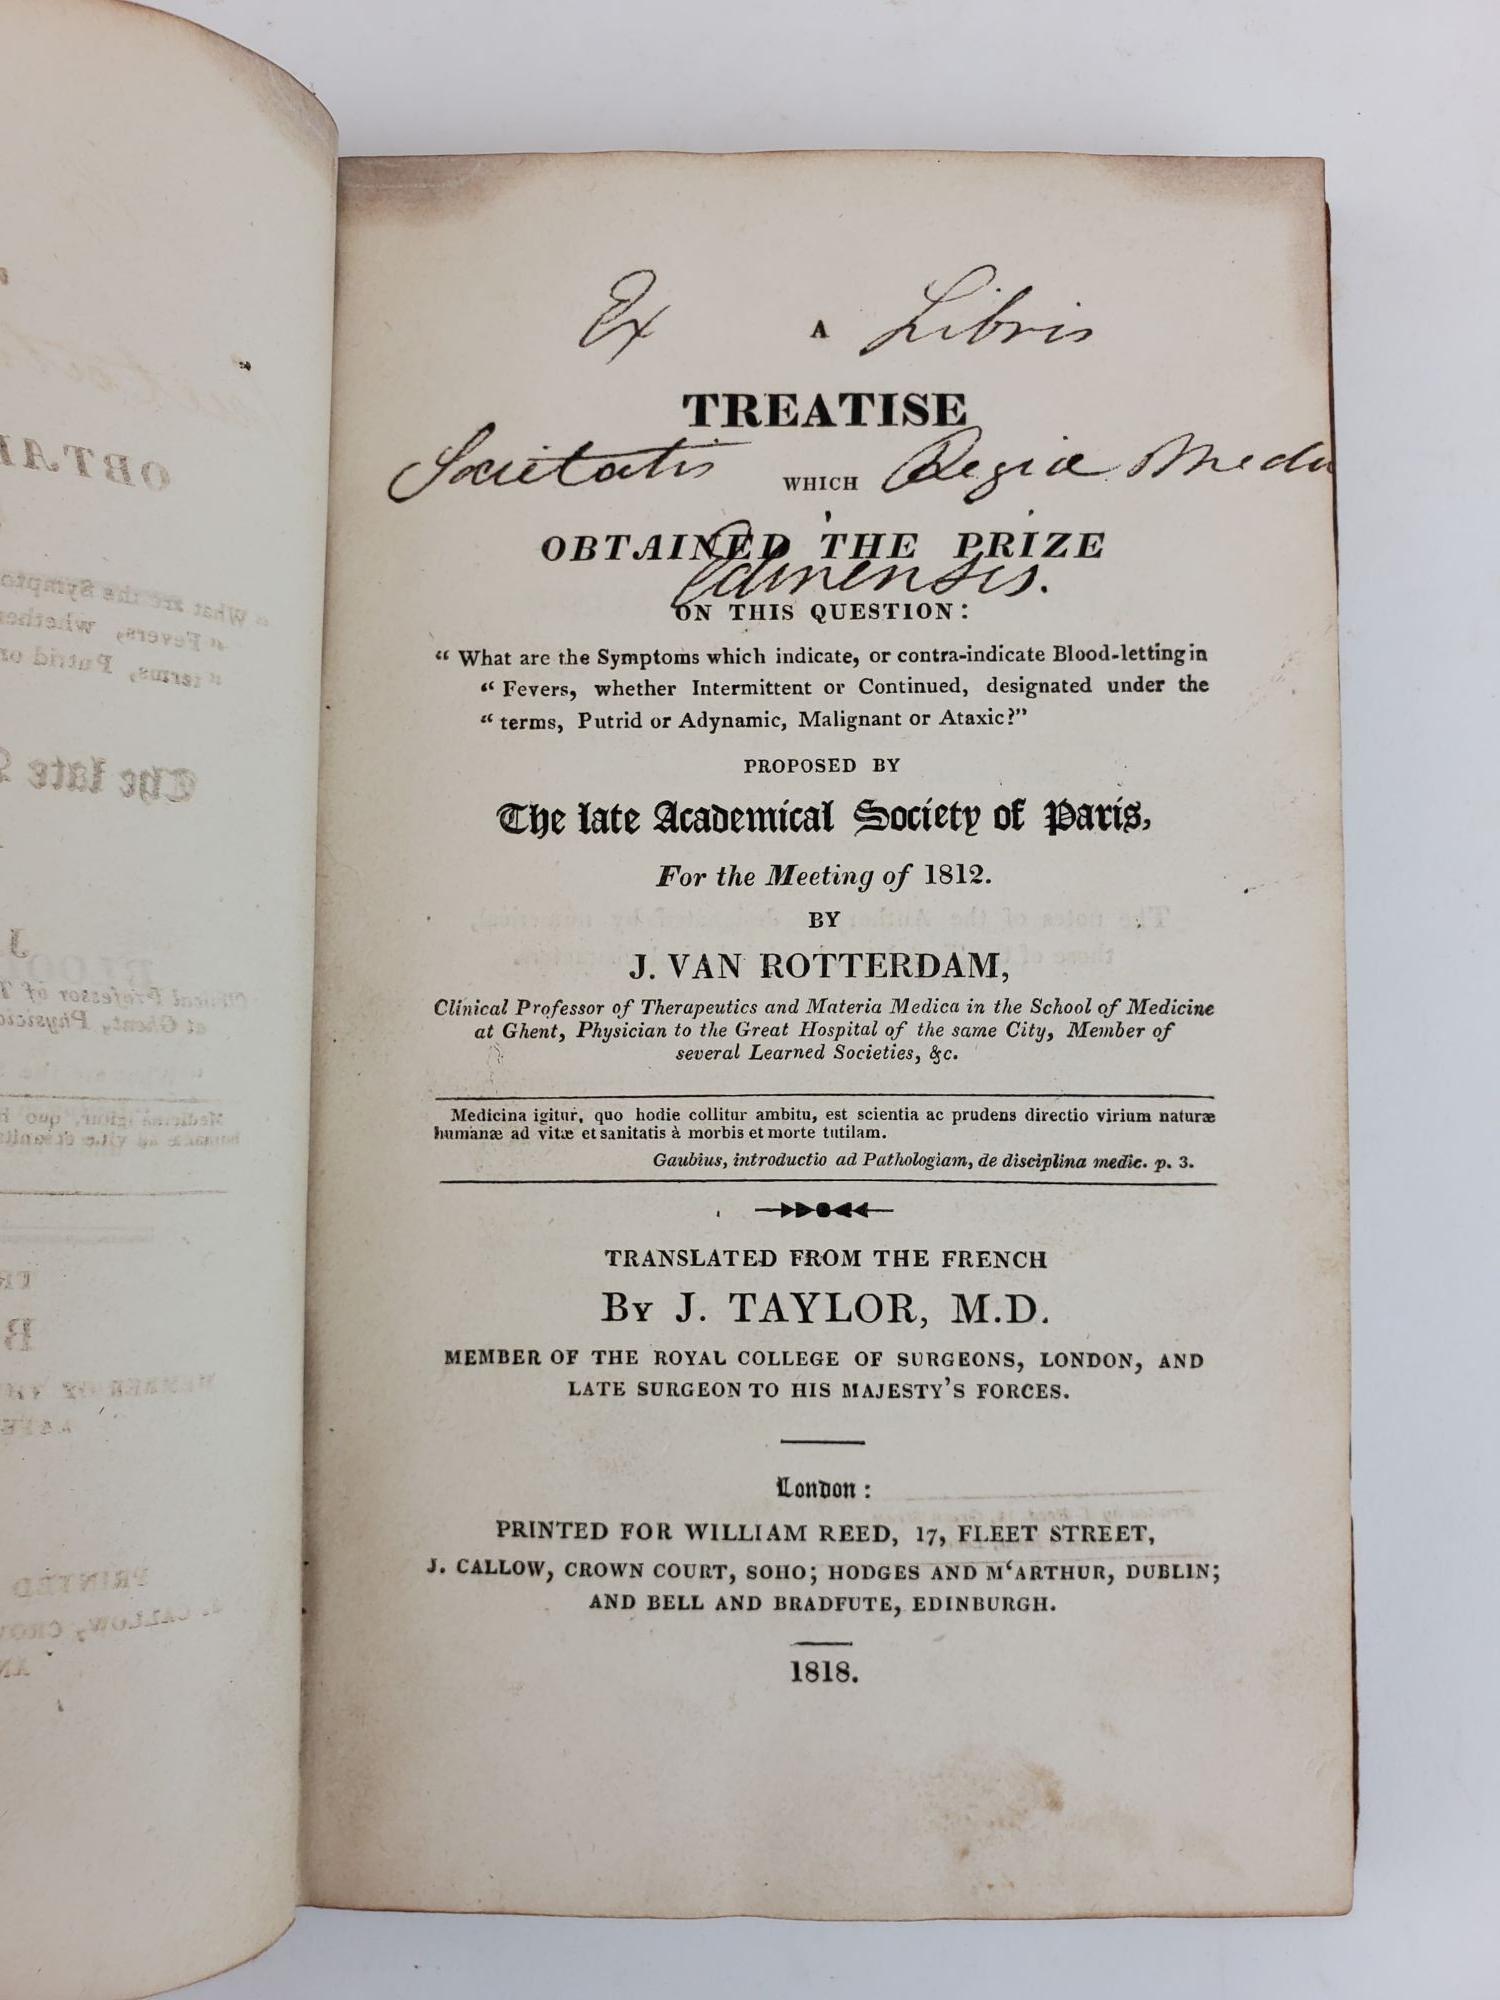 Ex A Libris
TREATISE
Societatis WHICH Regiæ Medi
OBTAINED THE PRIZE
Edinensis.
ON THIS QUESTION:
“ What are the Symptoms which indicate, or contra-indicate Blood-letting in
“ Fevers, whether Intermittent or Continued, designated under the
“ terms, Putrid or Adynamic, Malignant or Ataxic?”
PROPOSED BY
The late Academical Society of Paris,
For the Meeting of 1812.
BY
J. VAN ROTTERDAM,
Clinical Professor of Therapeutics and Materia Medica in the School of Medicine
at Ghent, Physician to the Great Hospital of the same City, Member of
several Learned Societies, &c.
Medicina igitur, quo hodie collitur ambitu, est scientia ac prudens directio virium naturæ
humanæ ad vitæ et sanitatis à morbis et morte tutilam.
Gaubius, introductio ad Pathologiam, de disciplina medic. p. 3.
TRANSLATED FROM THE FRENCH
BY J. TAYLOR, M.D.
MEMBER OF THE ROYAL COLLEGE OF SURGEONS, LONDON, AND
LATE SURGEON TO HIS MAJESTY'S FORCES.
London:
PRINTED FOR WILLIAM REED, 17, FLEET STREET,
J. CALLOW, CROWN COURT, SOHO; HODGES AND M‘ARTHUR, DUBLIN;
AND BELL AND BRADFUTE, EDINBURGH.
1818.